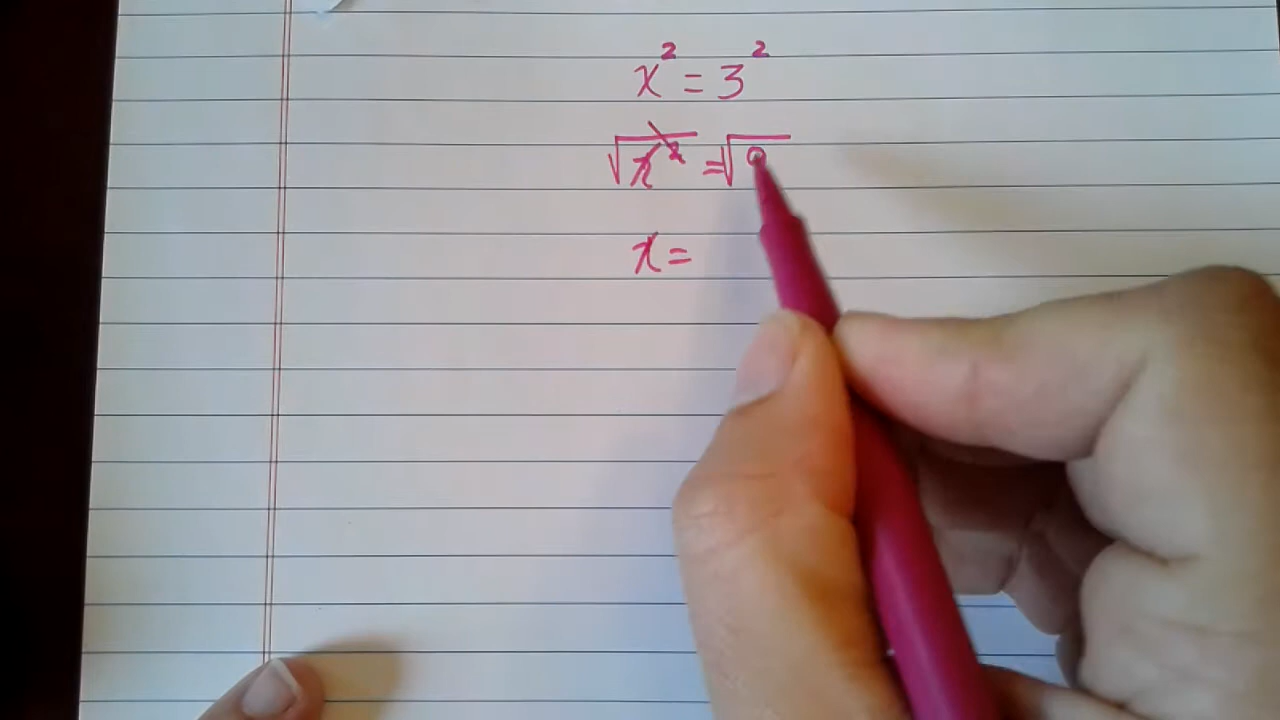 x² = 3²
√x² = √9
x =